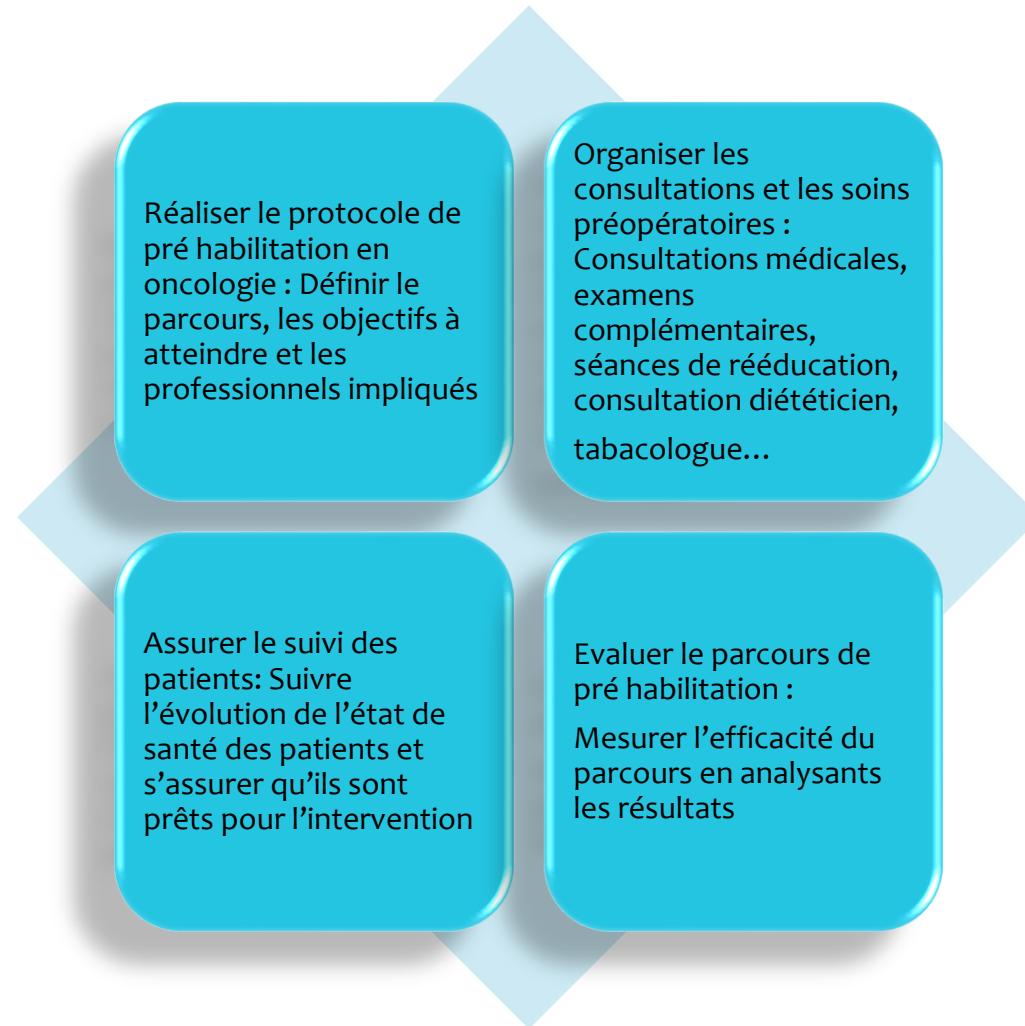 Réaliser le protocole de
pré habilitation en
oncologie : Définir le
parcours, les objectifs à
atteindre et les
professionnels impliqués
Organiser les
consultations et les soins
préopératoires :
Consultations médicales,
examens
complémentaires,
séances de rééducation,
consultation diététicien,
tabacologue…
Assurer le suivi des
patients: Suivre
l’évolution de l’état de
santé des patients et
s’assurer qu’ils sont
prêts pour l’intervention
Evaluer le parcours de
pré habilitation :
Mesurer l’efficacité du
parcours en analysants
les résultats